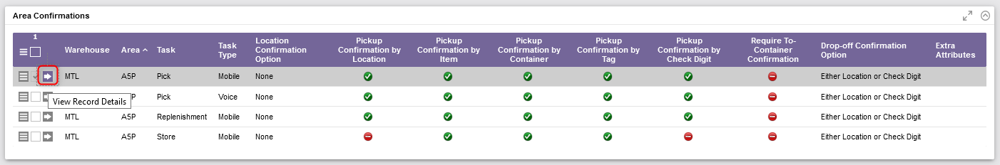 Area Confirmations
1
Warehouse Area Task Task Type Location Confirmation Option Pickup Confirmation by Location Pickup Confirmation by Item Pickup Confirmation by Container Pickup Confirmation by Tag Pickup Confirmation by Check Digit Require To-Container Confirmation Drop-off Confirmation Option Extra Attributes
MTL A5P Pick Mobile None Either Location or Check Digit
Pick Voice None Either Location or Check Digit
View Record Details
MTL A5P Replenishment Mobile None Either Location or Check Digit
MTL A5P Store Mobile None Either Location or Check Digit